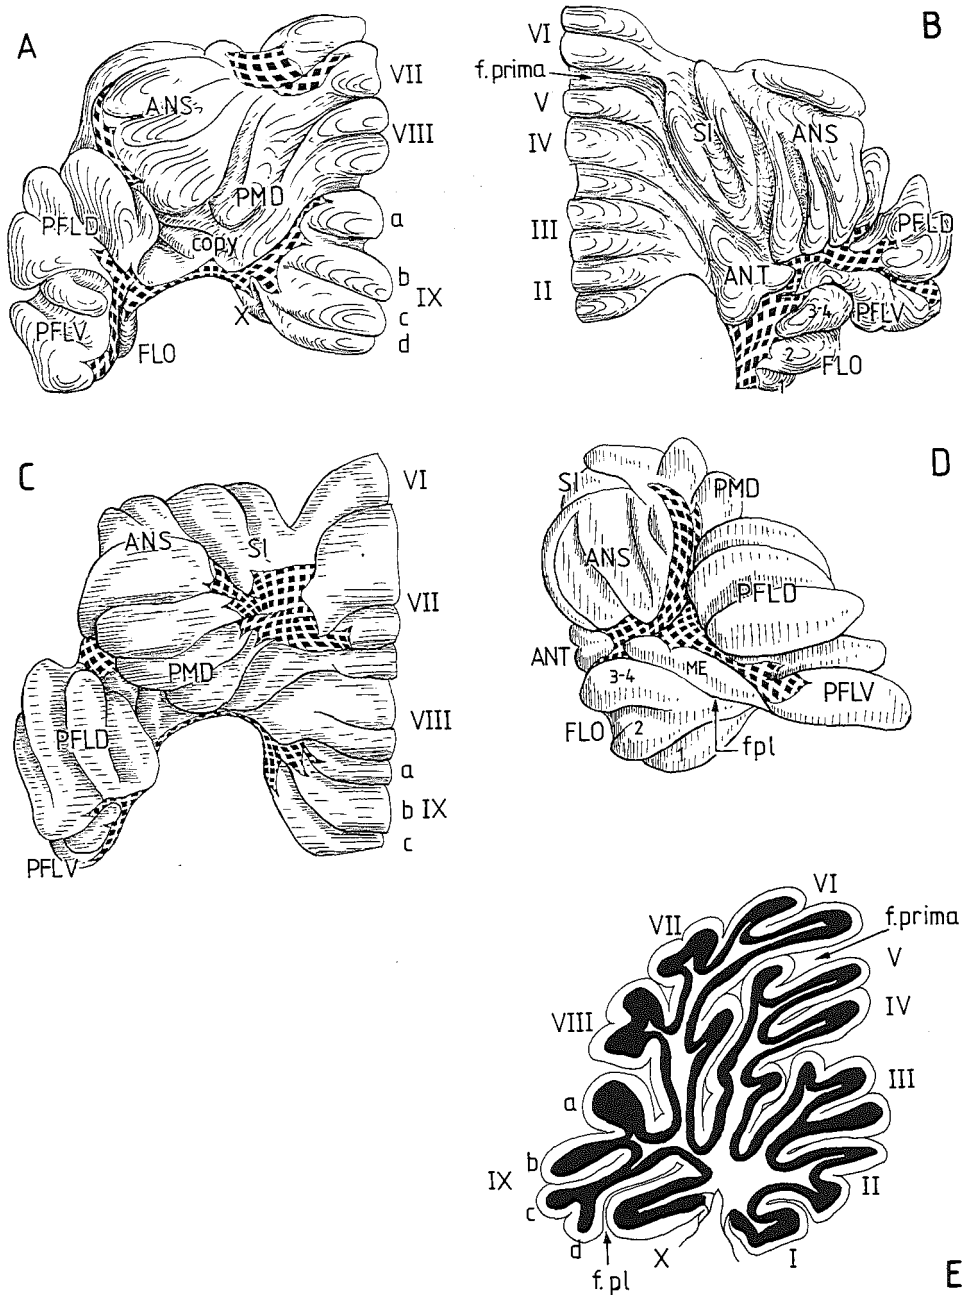 A
ANS
VII
VIII
PMD
PFLD
copy
a
b
IX
X
c
PFLV
FLO
d
B
VI
f.prima
V
SI
ANS
IV
III
PFLD
ANT
II
3-4
PFLV
2
FLO
1
C
VI
ANS
SI
VII
PMD
VIII
PFLD
a
b IX
c
PFLV
D
SI
PMD
ANS
PFLD
ANT
ME
3-4
PFLV
FLO
2
1
fpl
VI
VII
f.prima
V
IV
VIII
III
a
b
IX
II
c
d
X
I
f.pl
E